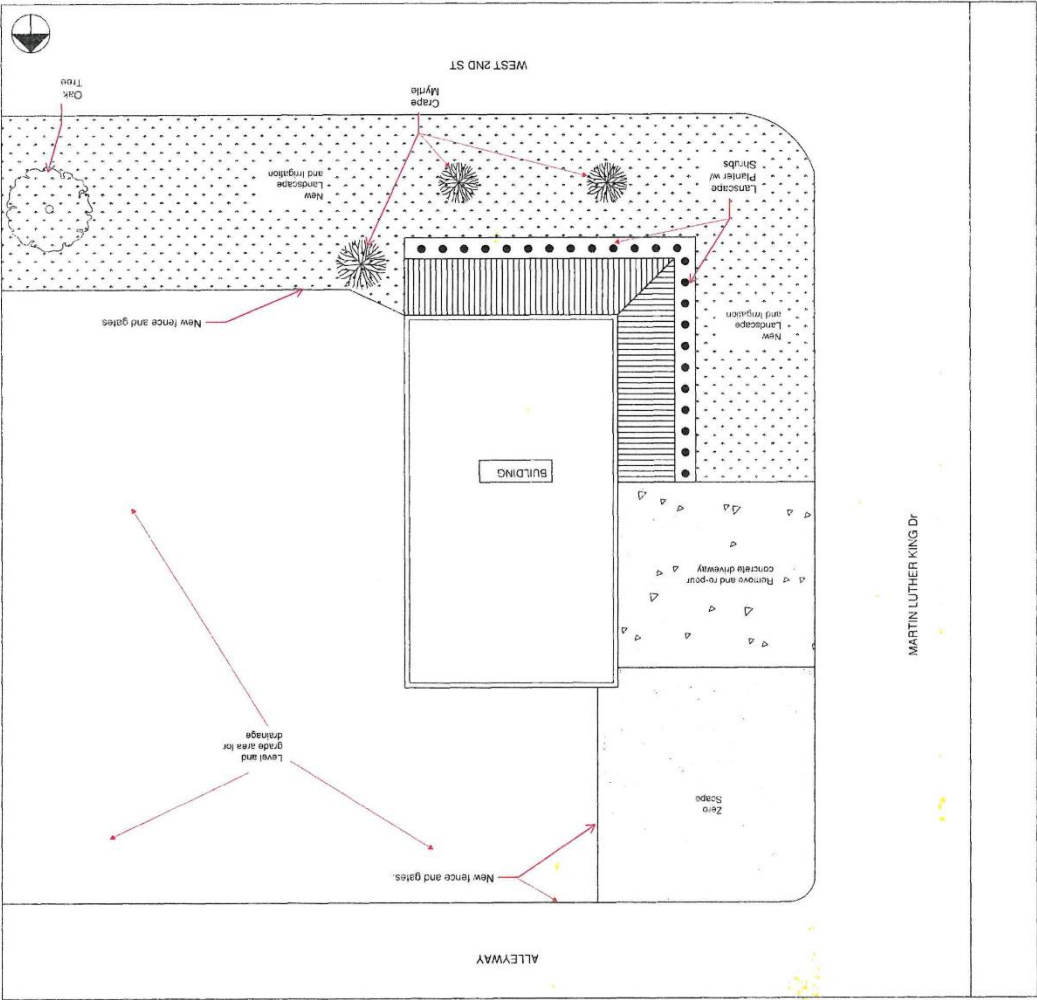 ALLEYWAY
New fence and gates.
Zero
Scape
Level and
grade area for
drainage
Remove and re-pour
concrete driveway
MARTIN LUTHER KING Dr
BUILDING
New
Landscape
and Irrigation
New fence and gates
Lanscape
Planter w/
Shrubs
New
Landscape
and Irrigation
Crape
Myrtle
Oak
Tree
WEST 2ND ST